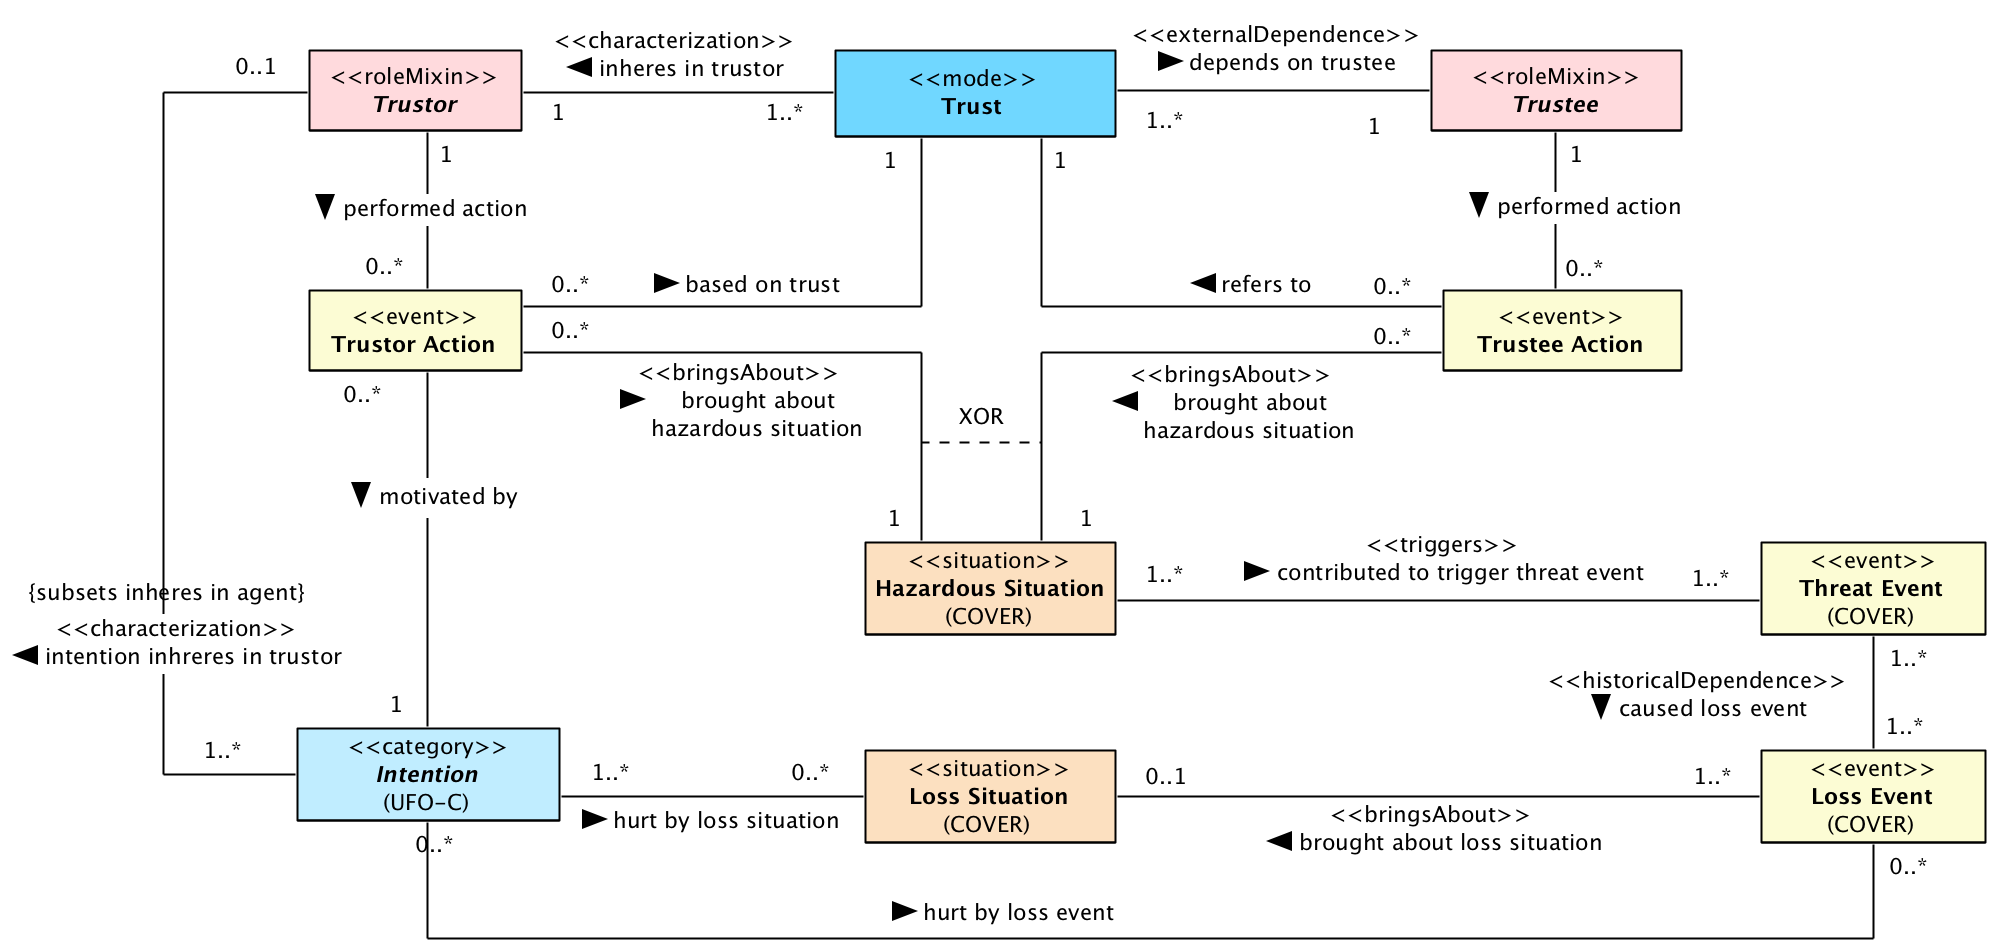 <<characterization>>
inheres in trustor
<<externalDependence>>
depends on trustee
0..1
<<roleMixin>>
Trustor
1
1..*
<<mode>>
Trust
1..*
1
<<roleMixin>>
Trustee
1
1
1
1
performed action
performed action
0..*
0..*
based on trust
0..*
refers to
0..*
0..*
<<event>>
Trustor Action
<<event>>
Trustee Action
0..*
0..*
0..*
<<bringsAbout>>
brought about
hazardous situation
<<bringsAbout>>
brought about
hazardous situation
XOR
motivated by
1
1
<<situation>>
Hazardous Situation
(COVER)
1..*
<<triggers>>
contributed to trigger threat event
1..*
<<event>>
Threat Event
(COVER)
{subsets inheres in agent}
<<characterization>>
intention inhreres in trustor
1..*
<<historicalDependence>>
caused loss event
1..*
1
1..*
<<category>>
Intention
(UFO-C)
1..*
0..*
hurt by loss situation
<<situation>>
Loss Situation
(COVER)
0..1
1..*
<<bringsAbout>>
brought about loss situation
<<event>>
Loss Event
(COVER)
0..*
0..*
hurt by loss event